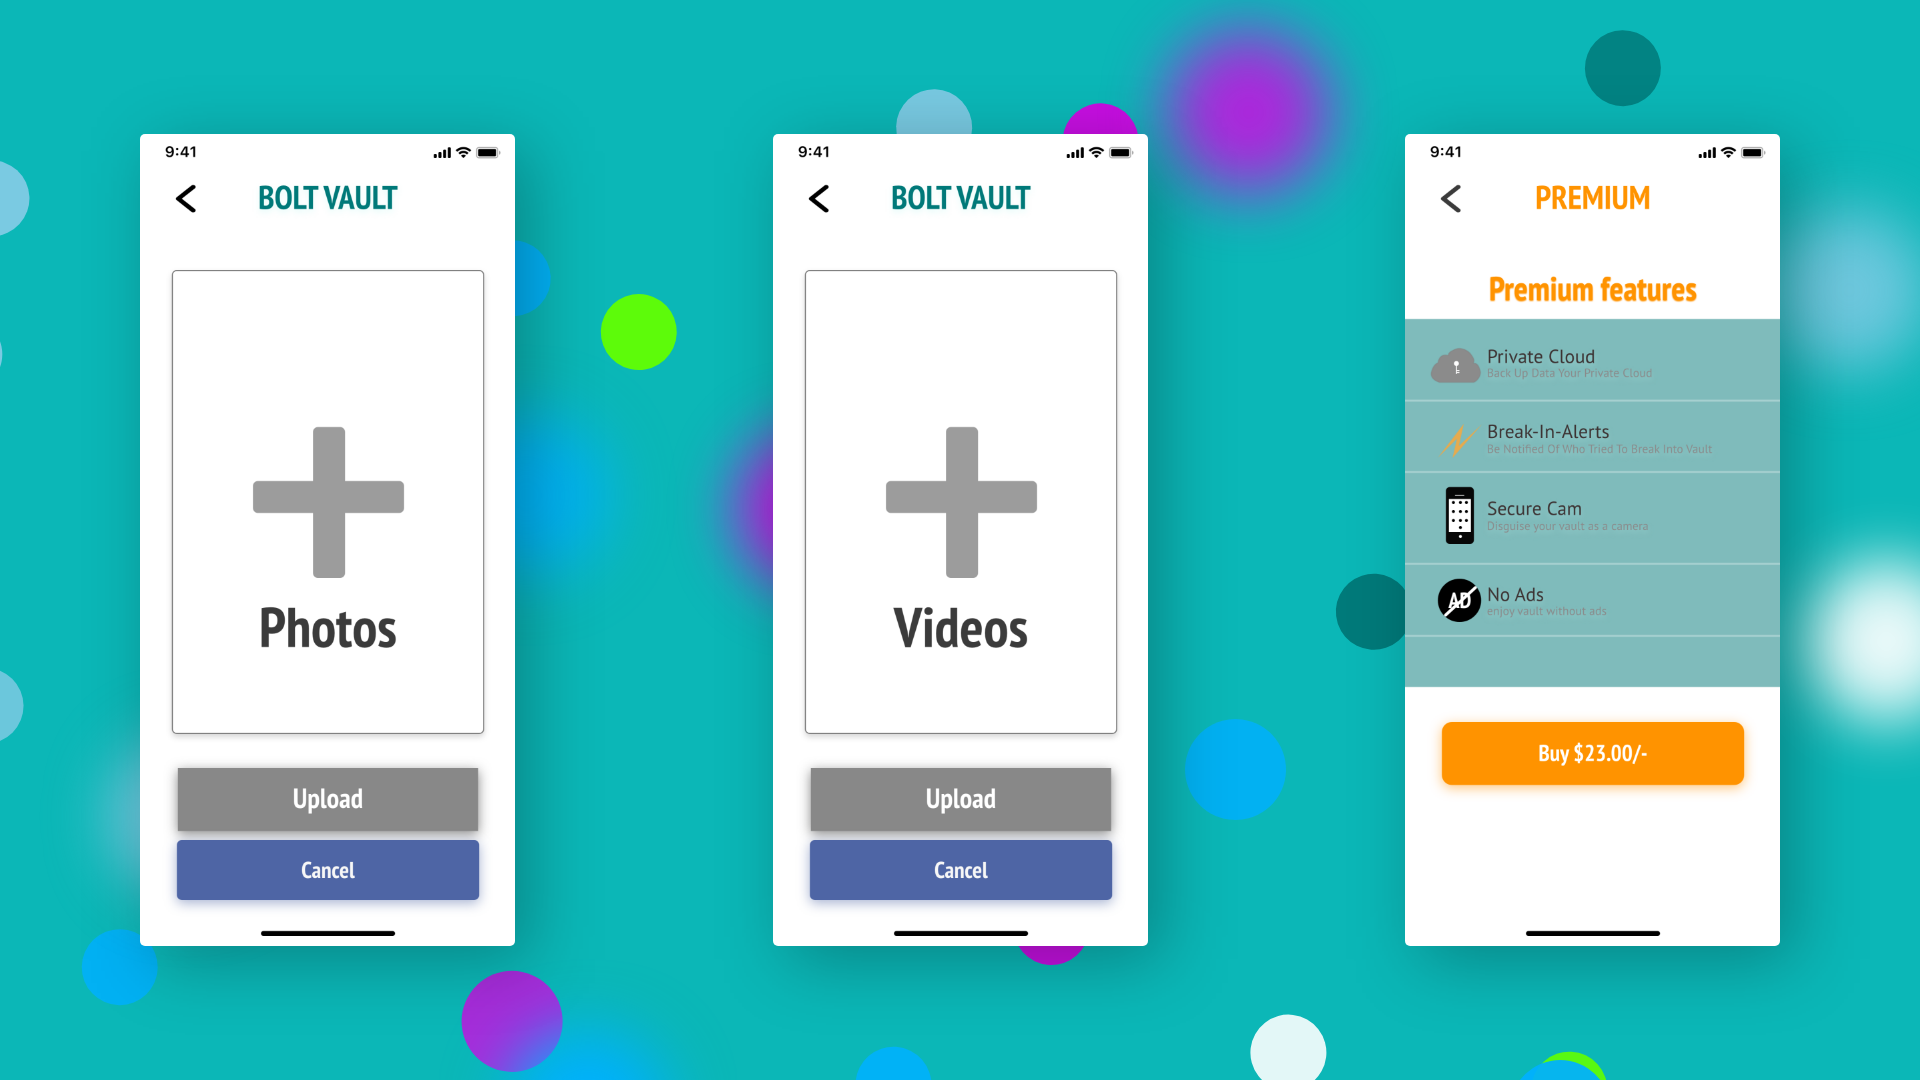 9:41
BOLT VAULT
Photos
Upload
Cancel
9:41
BOLT VAULT
Videos
Upload
Cancel
9:41
PREMIUM
Premium features
Private Cloud
Back Up Data Your Private Cloud
Break-In-Alerts
Be Notified Of Who Tried To Break Into Vault
Secure Cam
Disguise your vault as a camera
AD
No Ads
enjoy vault without ads
Buy $23.00/-